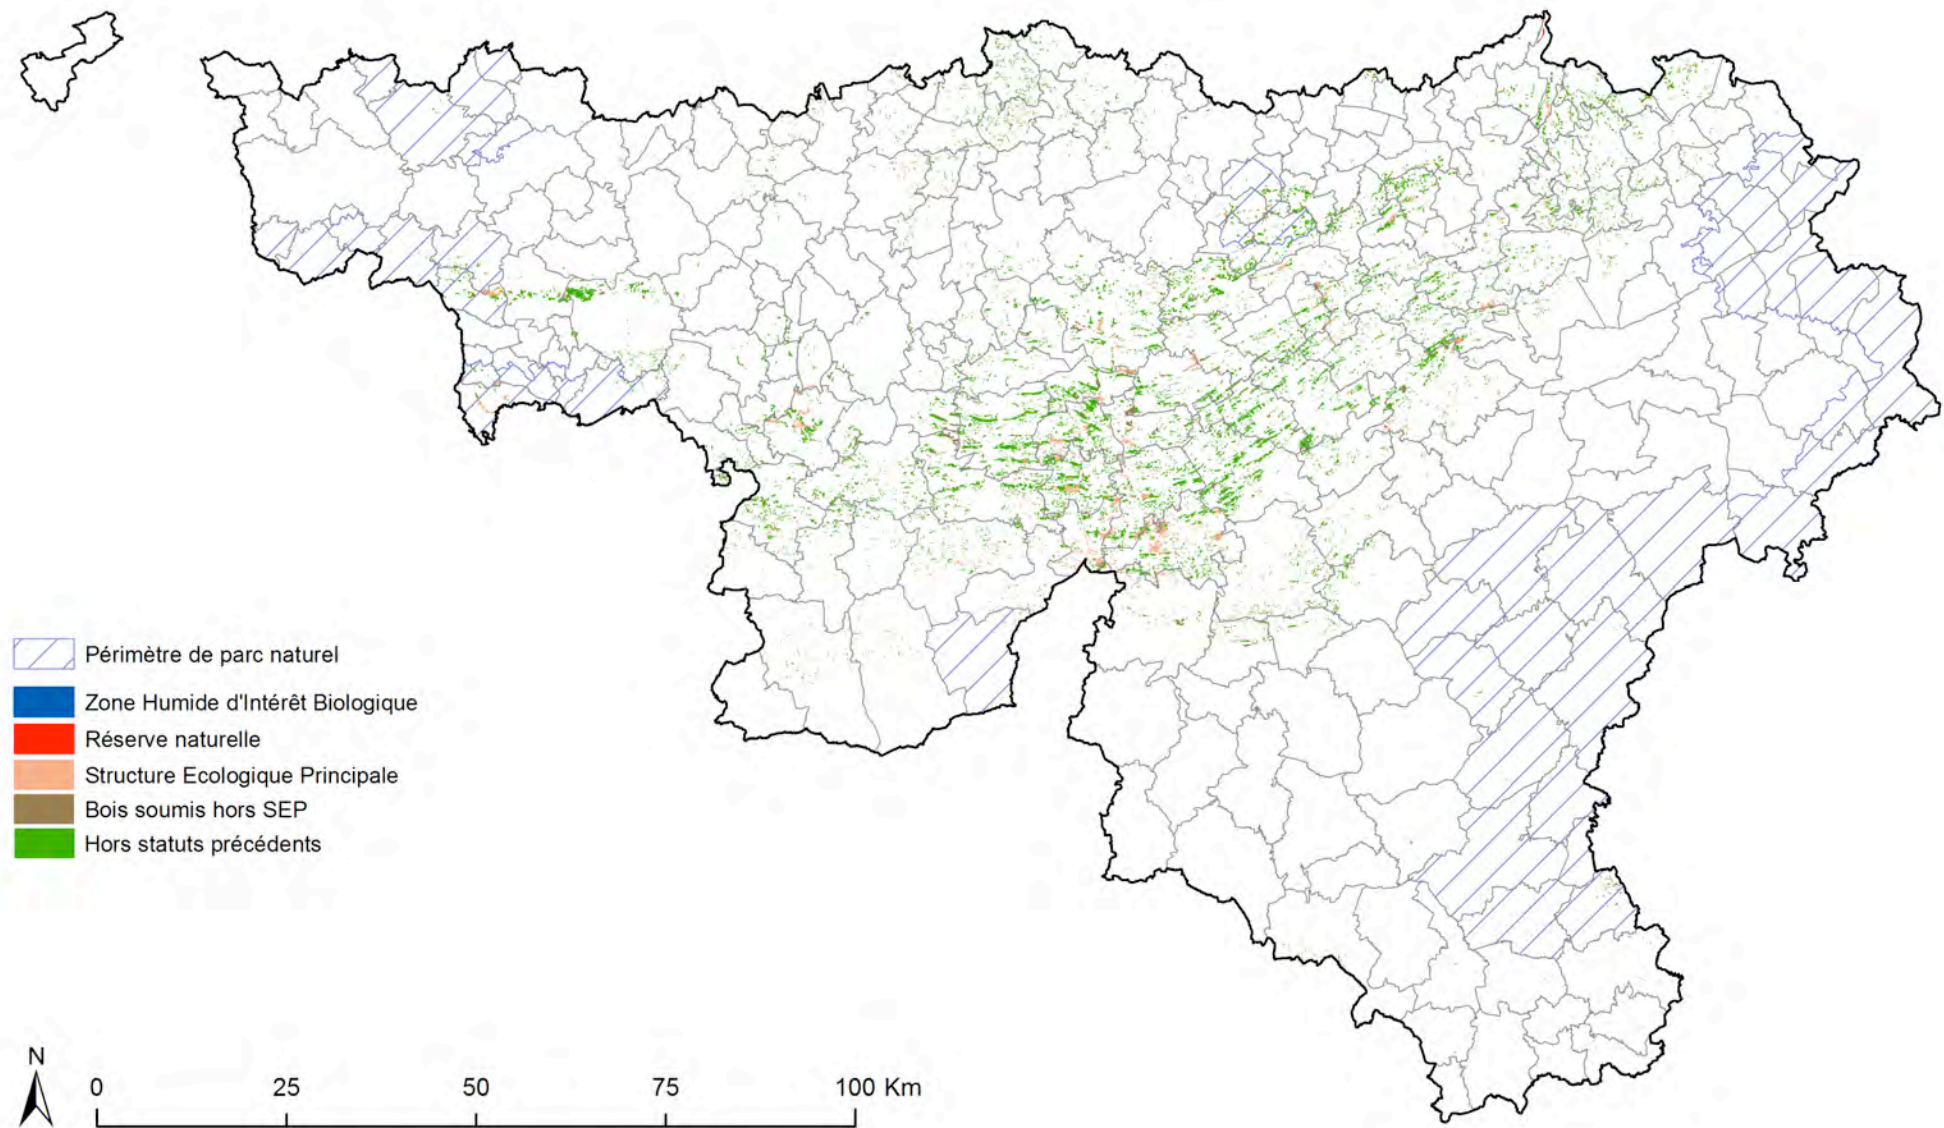 Périmètre de parc naturel
Zone Humide d'Intérêt Biologique
Réserve naturelle
Structure Ecologique Principale
Bois soumis hors SEP
Hors statuts précédents
N
0 25 50 75 100 Km